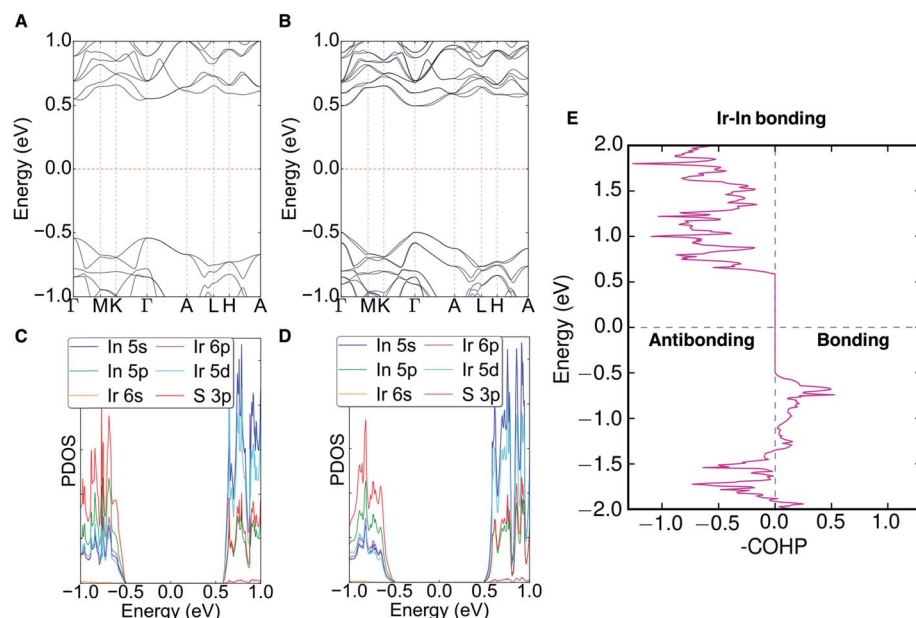 A
1.0
0.5
0.0
−0.5
−1.0
Energy (eV)
Γ M K Γ A L H A
B
1.0
0.5
0.0
−0.5
−1.0
Energy (eV)
Γ M K Γ A L H A
C
In 5s Ir 6p
In 5p Ir 5d
Ir 6s S 3p
PDOS
−1.0 −0.5 0.0 0.5 1.0
Energy (eV)
D
In 5s Ir 6p
In 5p Ir 5d
Ir 6s S 3p
PDOS
−1.0 −0.5 0.0 0.5 1.0
Energy (eV)
E
Ir-In bonding
2.0
1.5
1.0
0.5
0.0
−0.5
−1.0
−1.5
−2.0
Energy (eV)
Antibonding Bonding
−1.0 −0.5 0.0 0.5 1.0
-COHP